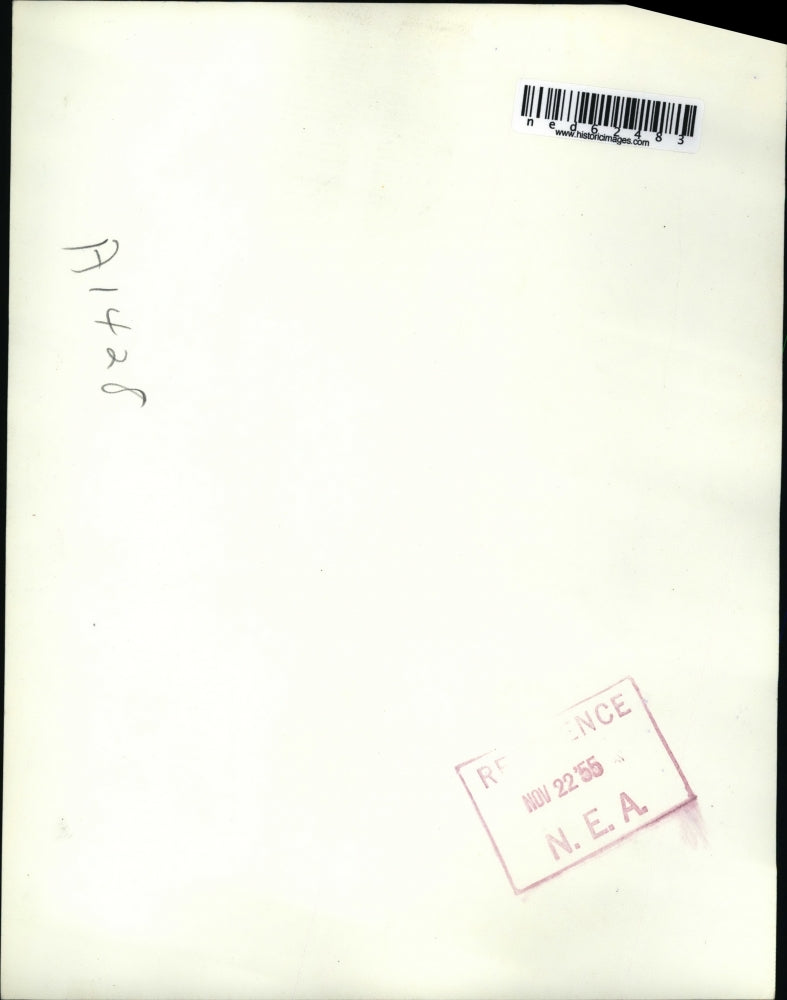 ned62483
www.historicimages.com
A1428
NOV 22 '55
N. E. A.